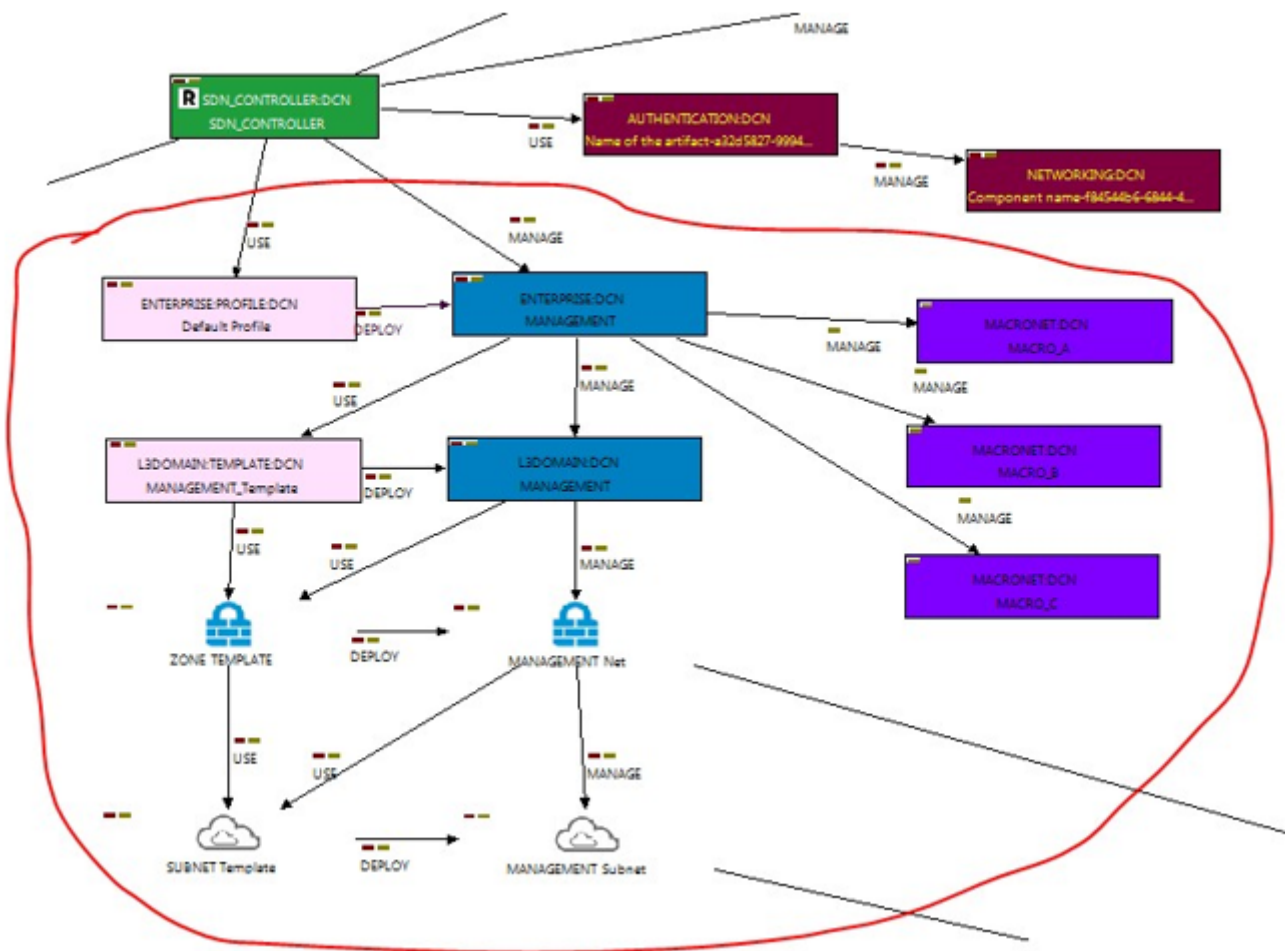 MANAGE
R
SDN_CONTROLLER:DCN
SDN_CONTROLLER
USE
AUTHENTICATION:DCN
Name of the artifact-a32d5827-9994...
MANAGE
NETWORKING:DCN
Component name-f84544b6-6844-4...
USE
MANAGE
ENTERPRISE:PROFILE:DCN
Default Profile
DEPLOY
ENTERPRISE:DCN
MANAGEMENT
MANAGE
MACRONET:DCN
MACRO_A
USE
MANAGE
MANAGE
L3DOMAIN:TEMPLATE:DCN
MANAGEMENT_Template
DEPLOY
L3DOMAIN:DCN
MANAGEMENT
MACRONET:DCN
MACRO_B
MANAGE
USE
USE
MANAGE
MACRONET:DCN
MACRO_C
ZONE TEMPLATE
DEPLOY
MANAGEMENT Net
USE
USE
MANAGE
SUBNET Template
DEPLOY
MANAGEMENT Subnet